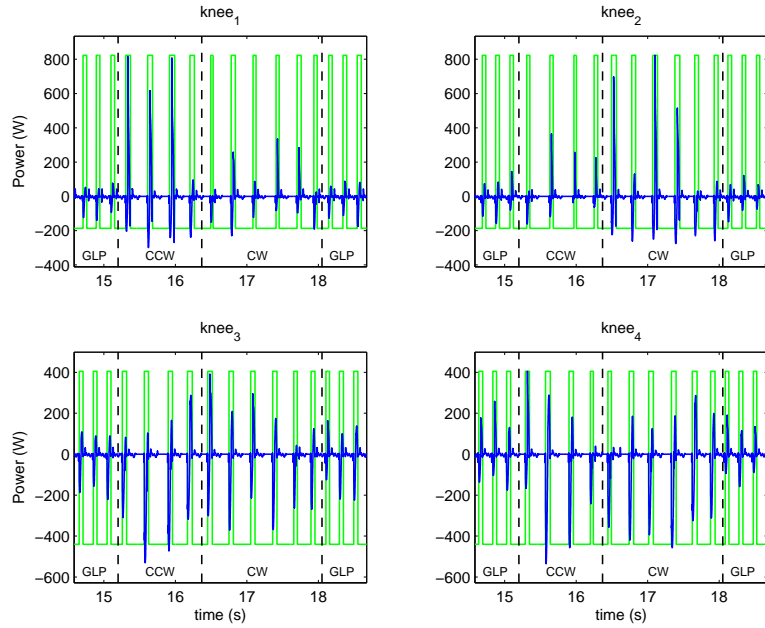 knee1
knee2
Power (W)
800
600
400
200
0
−200
−400
GLP CCW CW GLP
15 16 17 18
800
600
400
200
0
−200
−400
GLP CCW CW GLP
15 16 17 18
knee3
knee4
Power (W)
400
200
0
−200
−400
−600
GLP CCW CW GLP
15 16 17 18
time (s)
400
200
0
−200
−400
−600
GLP CCW CW GLP
15 16 17 18
time (s)